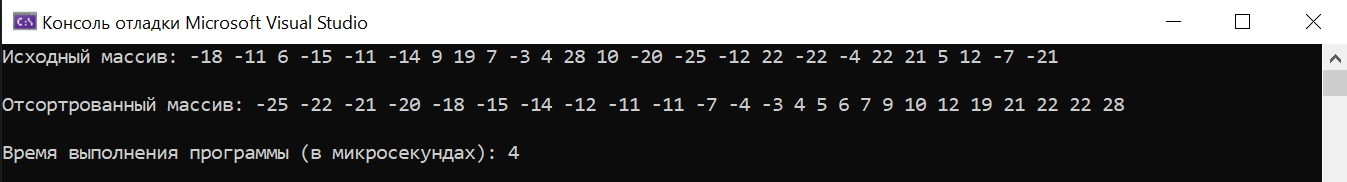 Консоль отладки Microsoft Visual Studio
Исходный массив: -18 -11 6 -15 -11 -14 9 19 7 -3 4 28 10 -20 -25 -12 22 -22 -4 22 21 5 12 -7 -21
Отсортрованный массив: -25 -22 -21 -20 -18 -15 -14 -12 -11 -11 -7 -4 -3 4 5 6 7 9 10 12 19 21 22 22 28
Время выполнения программы (в микросекундах): 4